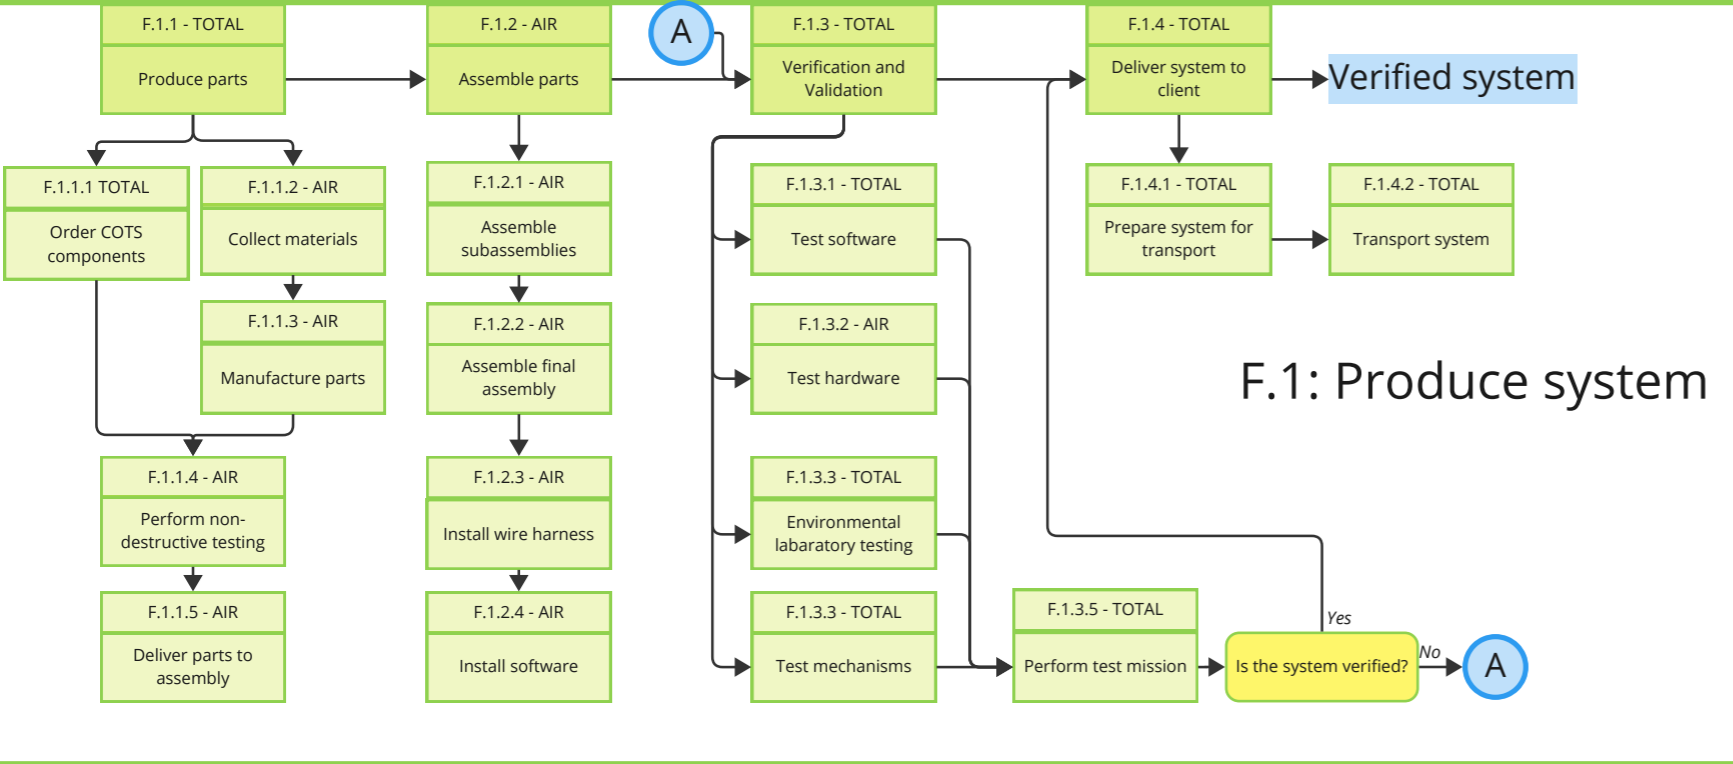 F.1.1 - TOTAL
Produce parts
F.1.2 - AIR
Assemble parts
A
F.1.3 - TOTAL
Verification and
Validation
F.1.4 - TOTAL
Deliver system to
client
Verified system
F.1.1.1 TOTAL
Order COTS
components
F.1.1.2 - AIR
Collect materials
F.1.1.3 - AIR
Manufacture parts
F.1.1.4 - AIR
Perform non-
destructive testing
F.1.1.5 - AIR
Deliver parts to
assembly
F.1.2.1 - AIR
Assemble
subassemblies
F.1.2.2 - AIR
Assemble final
assembly
F.1.2.3 - AIR
Install wire harness
F.1.2.4 - AIR
Install software
F.1.3.1 - TOTAL
Test software
F.1.3.2 - AIR
Test hardware
F.1.3.3 - TOTAL
Environmental
labaratory testing
F.1.3.3 - TOTAL
Test mechanisms
F.1.3.5 - TOTAL
Perform test mission
Is the system verified?
Yes
No
A
F.1.4.1 - TOTAL
Prepare system for
transport
F.1.4.2 - TOTAL
Transport system
F.1: Produce system